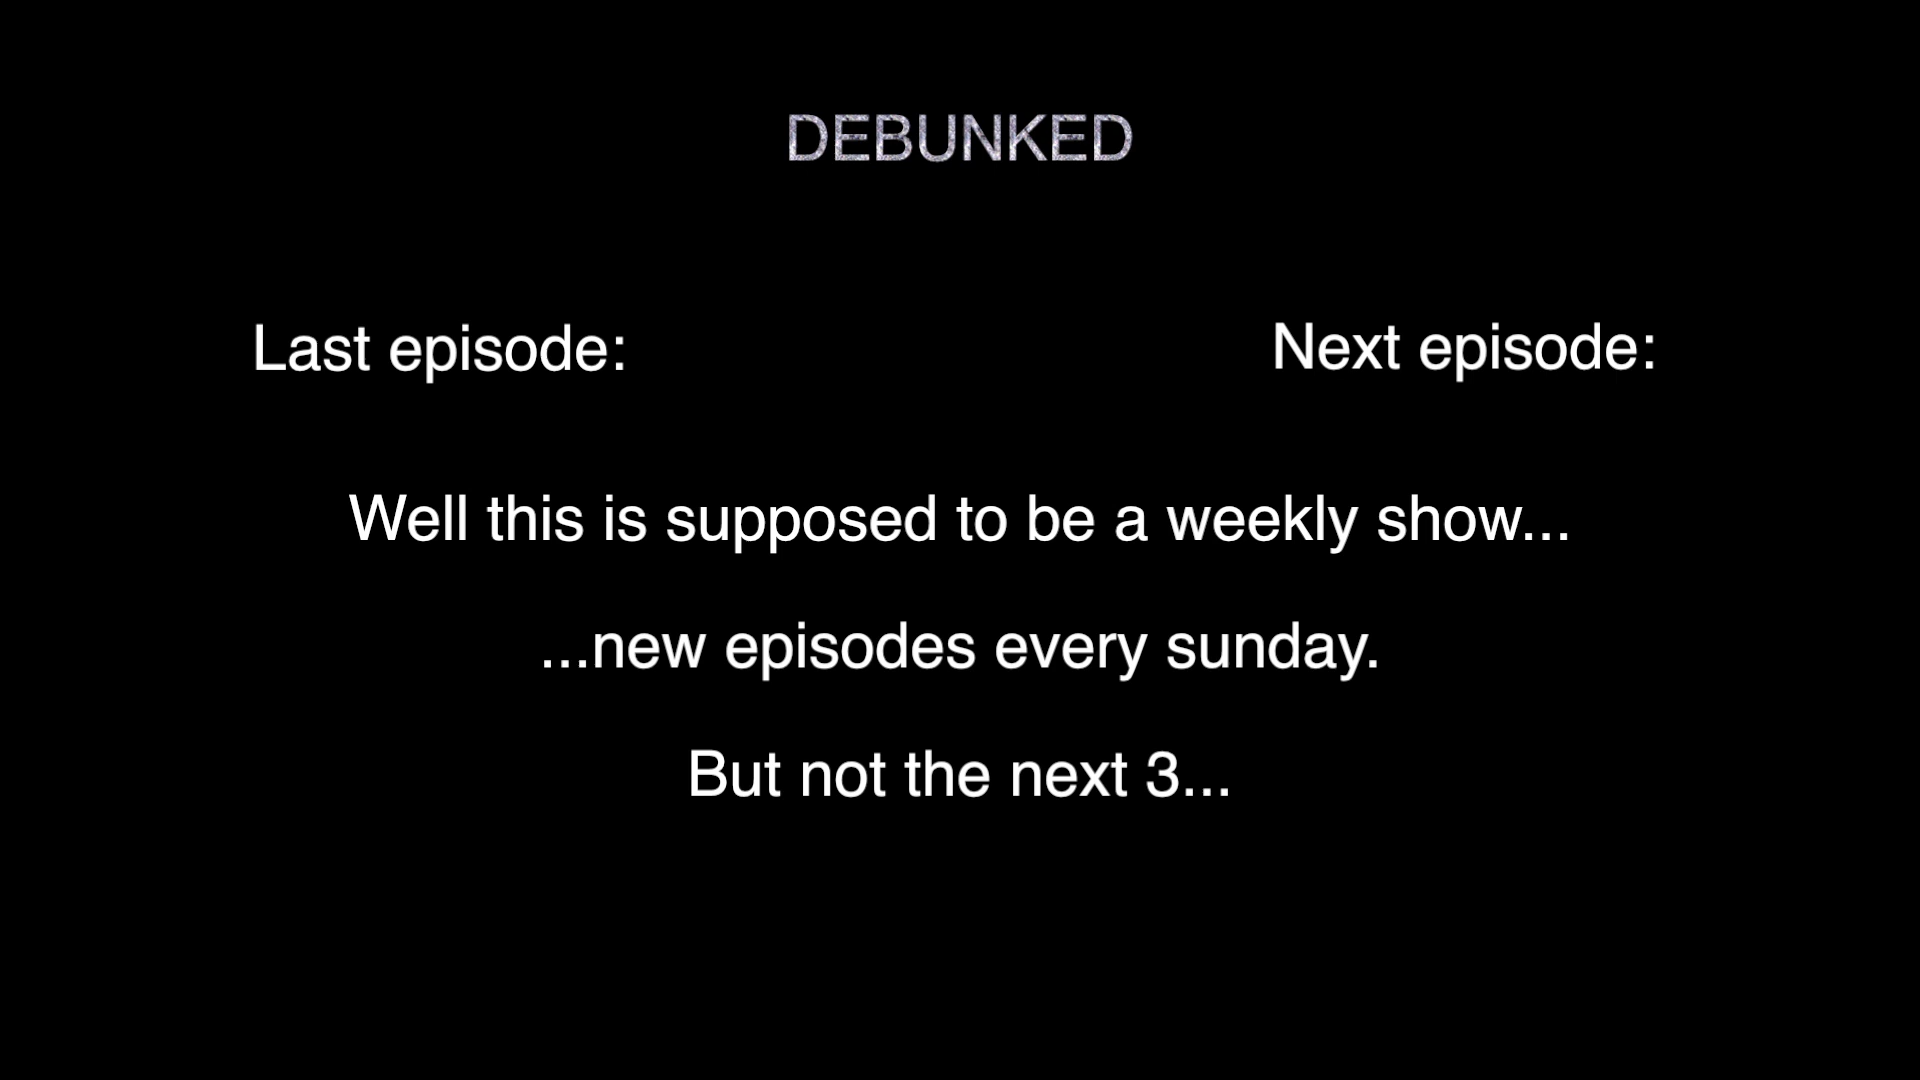 DEBUNKED
Last episode:
Next episode:
Well this is supposed to be a weekly show...
...new episodes every sunday.
But not the next 3...